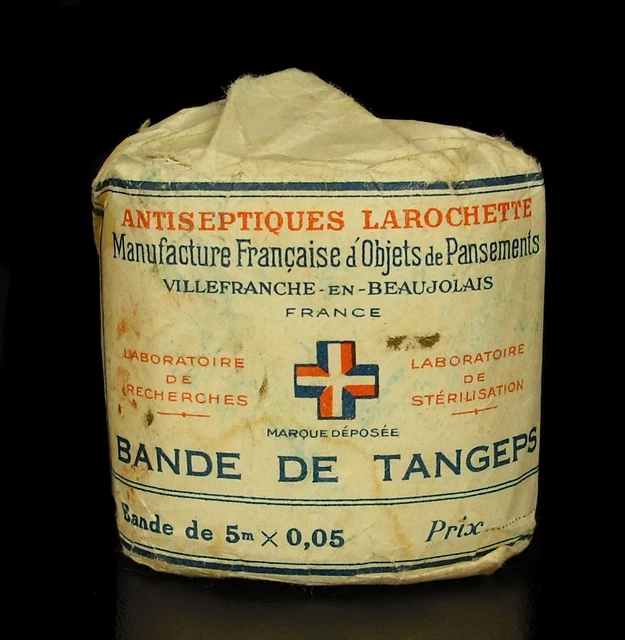 ANTISEPTIQUES LAROCHETTE
Manufacture Française d'Objets de Pansements
VILLEFRANCHE-EN-BEAUJOLAIS
FRANCE
LABORATOIRE
DE
RECHERCHES
LABORATOIRE
DE
STÉRILISATION
MARQUE DÉPOSÉE
BANDE DE TANGEPS
Bande de 5m × 0,05
Prix..........